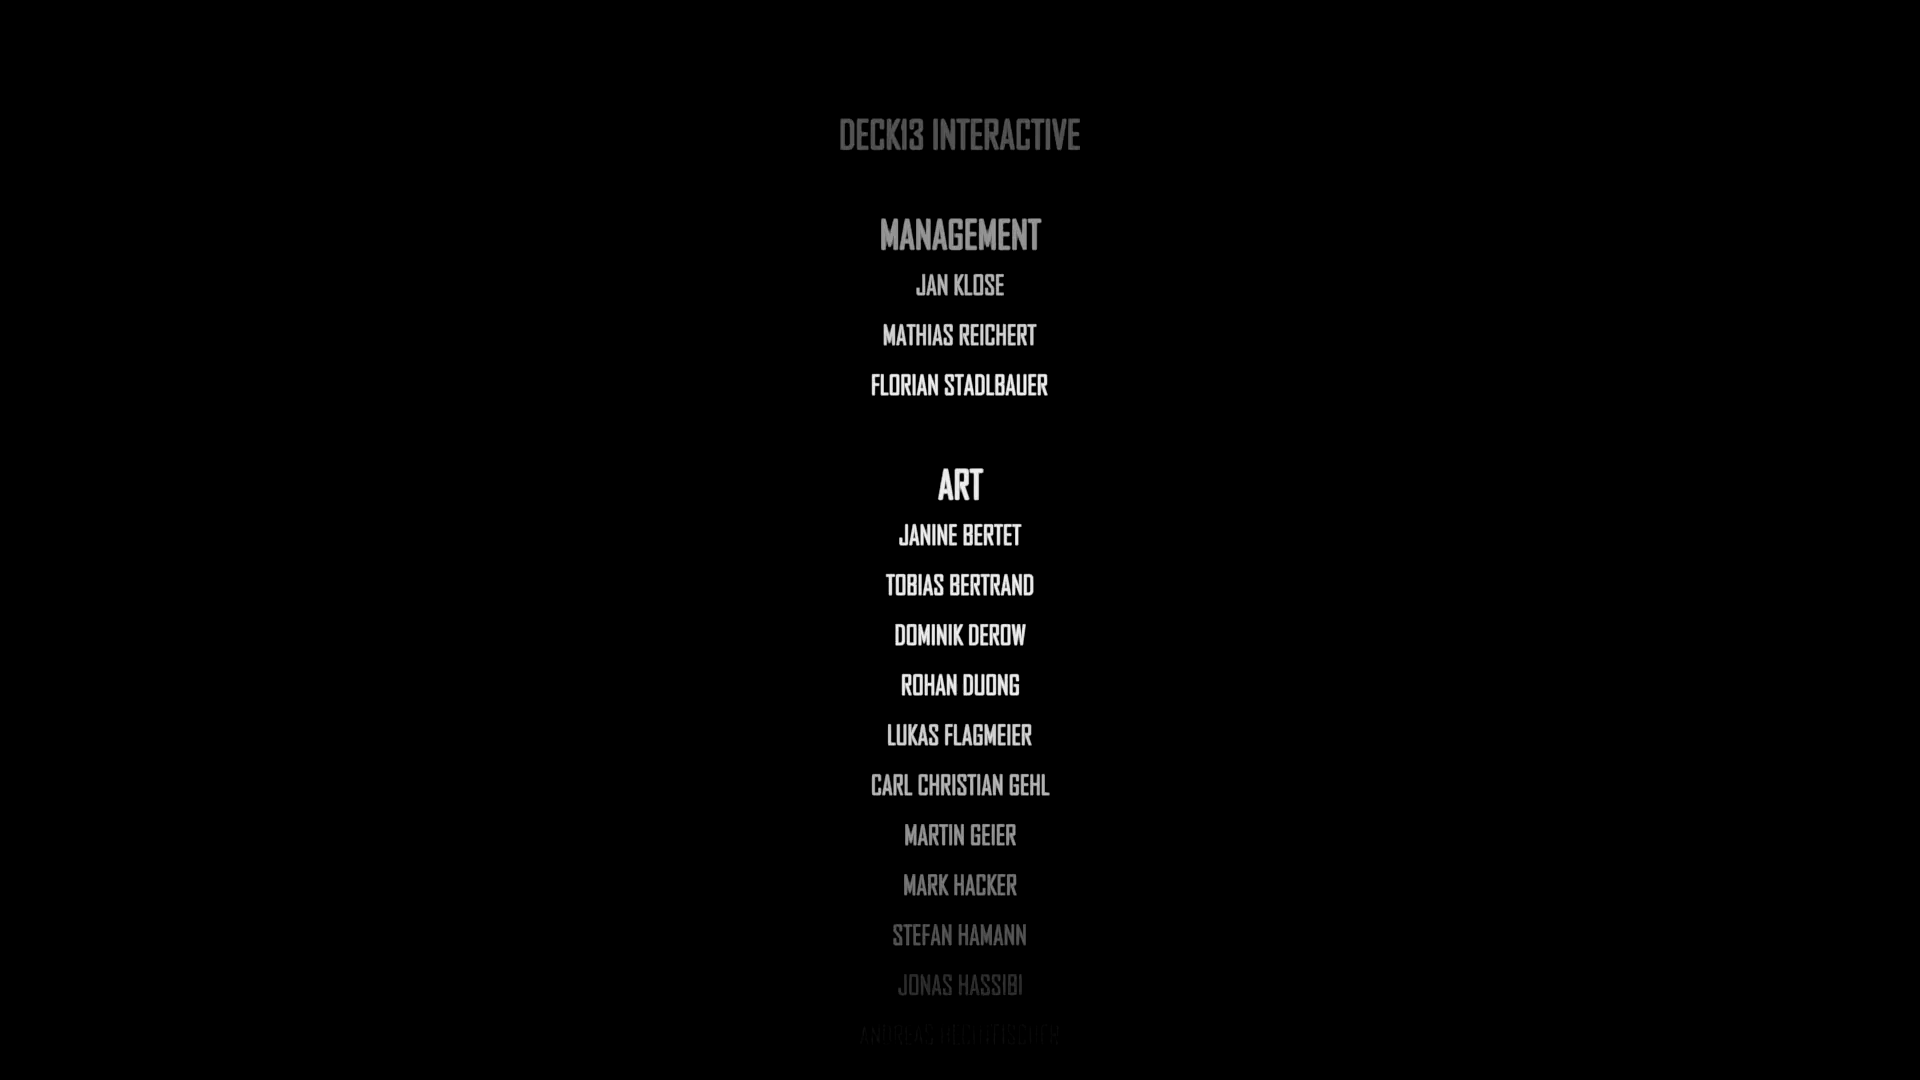 DECK13 INTERACTIVE
MANAGEMENT
JAN KLOSE
MATHIAS REICHERT
FLORIAN STADLBAUER
ART
JANINE BERTET
TOBIAS BERTRAND
DOMINIK DEROW
ROHAN DUONG
LUKAS FLAGMEIER
CARL CHRISTIAN GEHL
MARTIN GEIER
MARK HACKER
STEFAN HAMANN
JONAS HASSIBI
ANDREAS